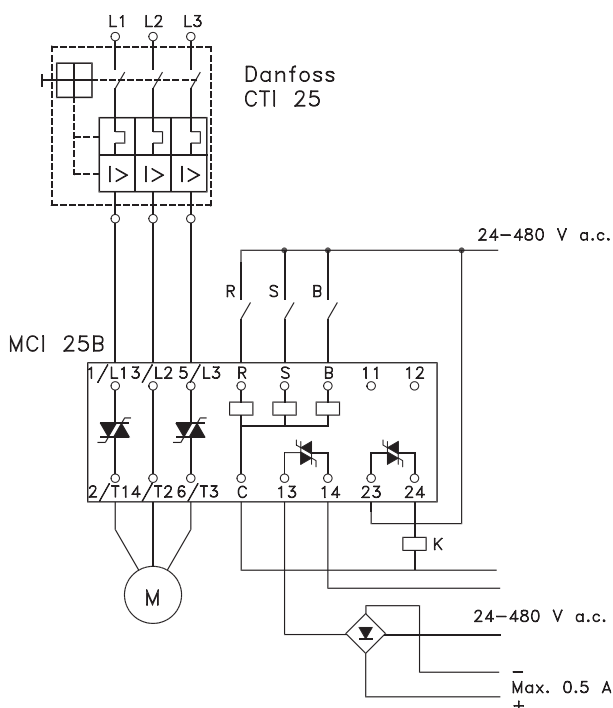 L1 L2 L3
Danfoss
CTI 25
I> I> I>
24-480 V a.c.
R S B
MCI 25B
1/L1 3/L2 5/L3 R S B 11 12
2/T1 4/T2 6/T3 C 13 14 23 24
K
M
24-480 V a.c.
-
Max. 0.5 A
+